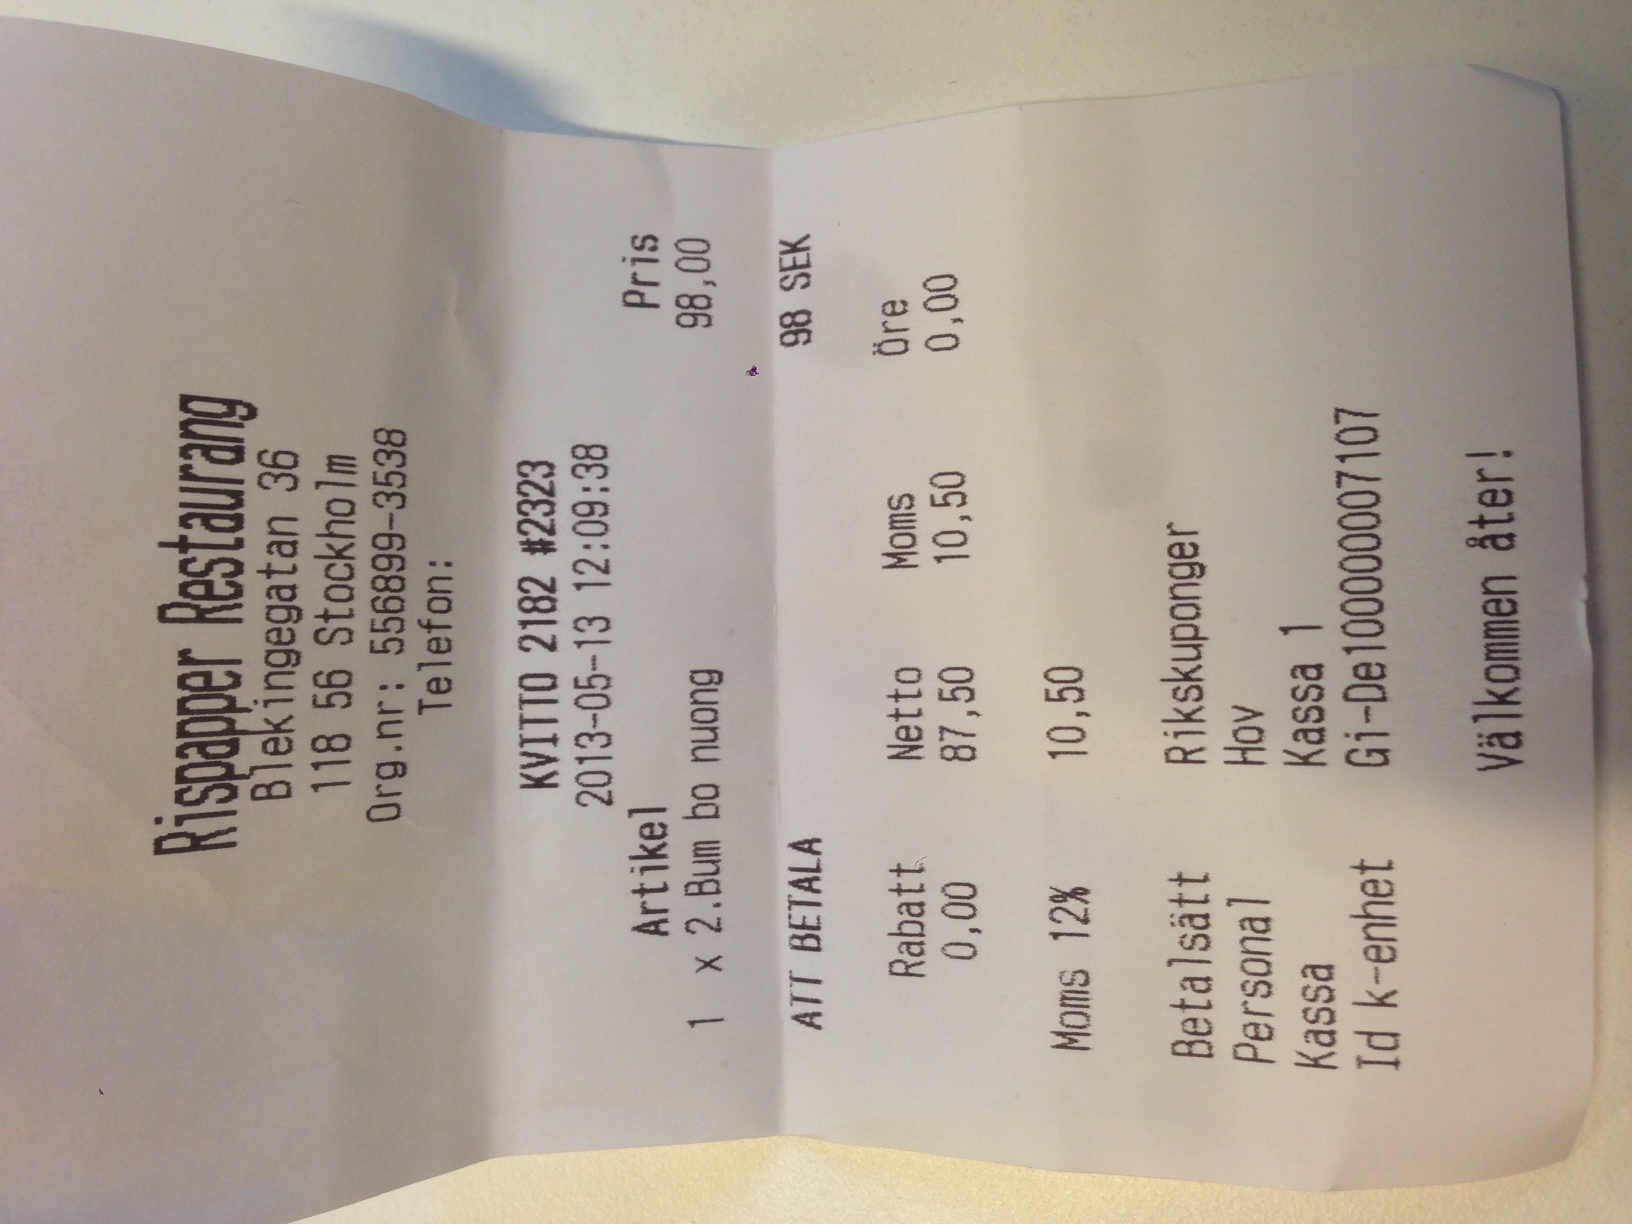 Rispapper Restaurang
Blekingegatan 36
118 56 Stockholm
Org.nr: 556899-3538
Telefon:
KVITTO 2182 #2323
2013-05-13 12:09:38
Artikel Pris
1 x 2.Bum bo nuong 98,00
ATT BETALA 98 SEK
Rabatt Netto Moms Öre
0,00 87,50 10,50 0,00
Moms 12% 10,50
Betalsätt Rikskuponger
Personal Hov
Kassa Kassa 1
Id k-enhet Gi-De100000007107
Välkommen åter!